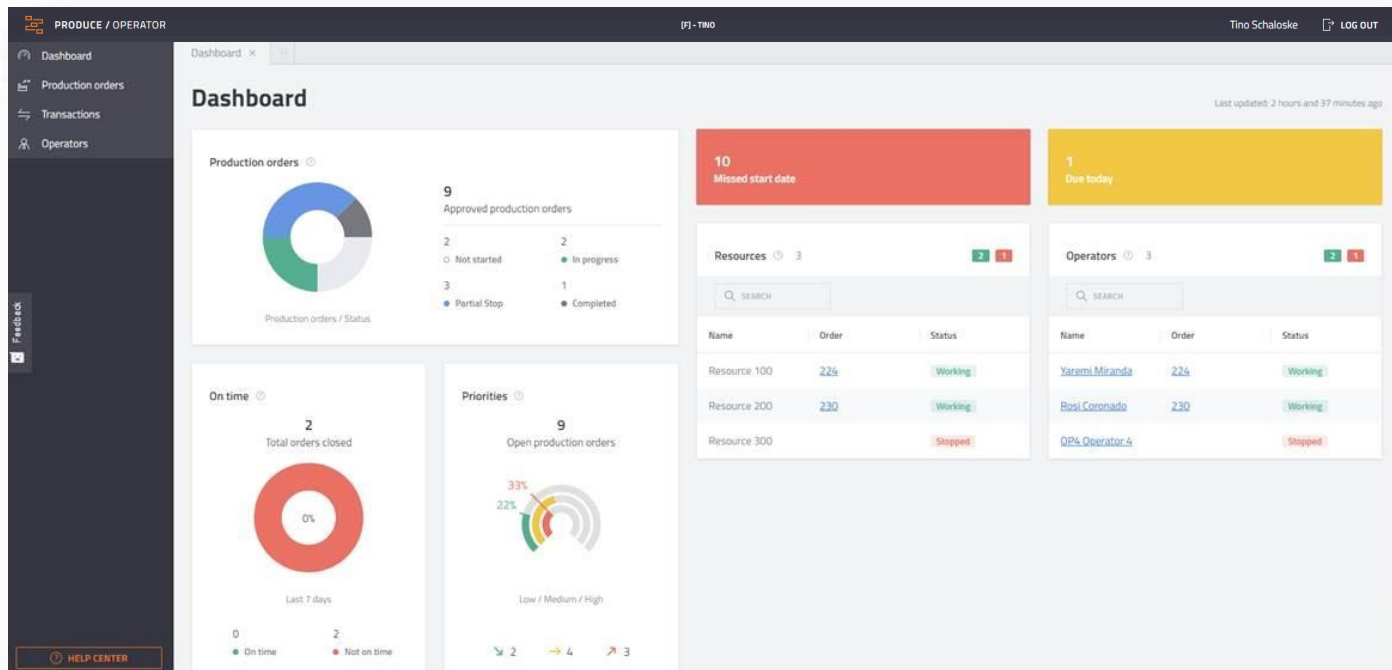 PRODUCE / OPERATOR
[F] - TINO
Tino Schaloske
LOG OUT
Dashboard
Production orders
Transactions
Operators
Feedback
HELP CENTER
Dashboard ×
Dashboard
Last updated: 2 hours and 37 minutes ago
Production orders
9
Approved production orders
2 2
Not started In progress
3 1
Partial Stop Completed
Production orders / Status
10
Missed start date
1
Due today
On time
2
Total orders closed
0%
Last 7 days
0 2
On time Not on time
Priorities
9
Open production orders
33%
22%
Low / Medium / High
2 4 3
Resources 3 2 1
SEARCH
Name Order Status
Resource 100 224 Working
Resource 200 230 Working
Resource 300 Stopped
Operators 3 2 1
SEARCH
Name Order Status
Yaremi Miranda 224 Working
Rosi Coronado 230 Working
OP4 Operator 4 Stopped